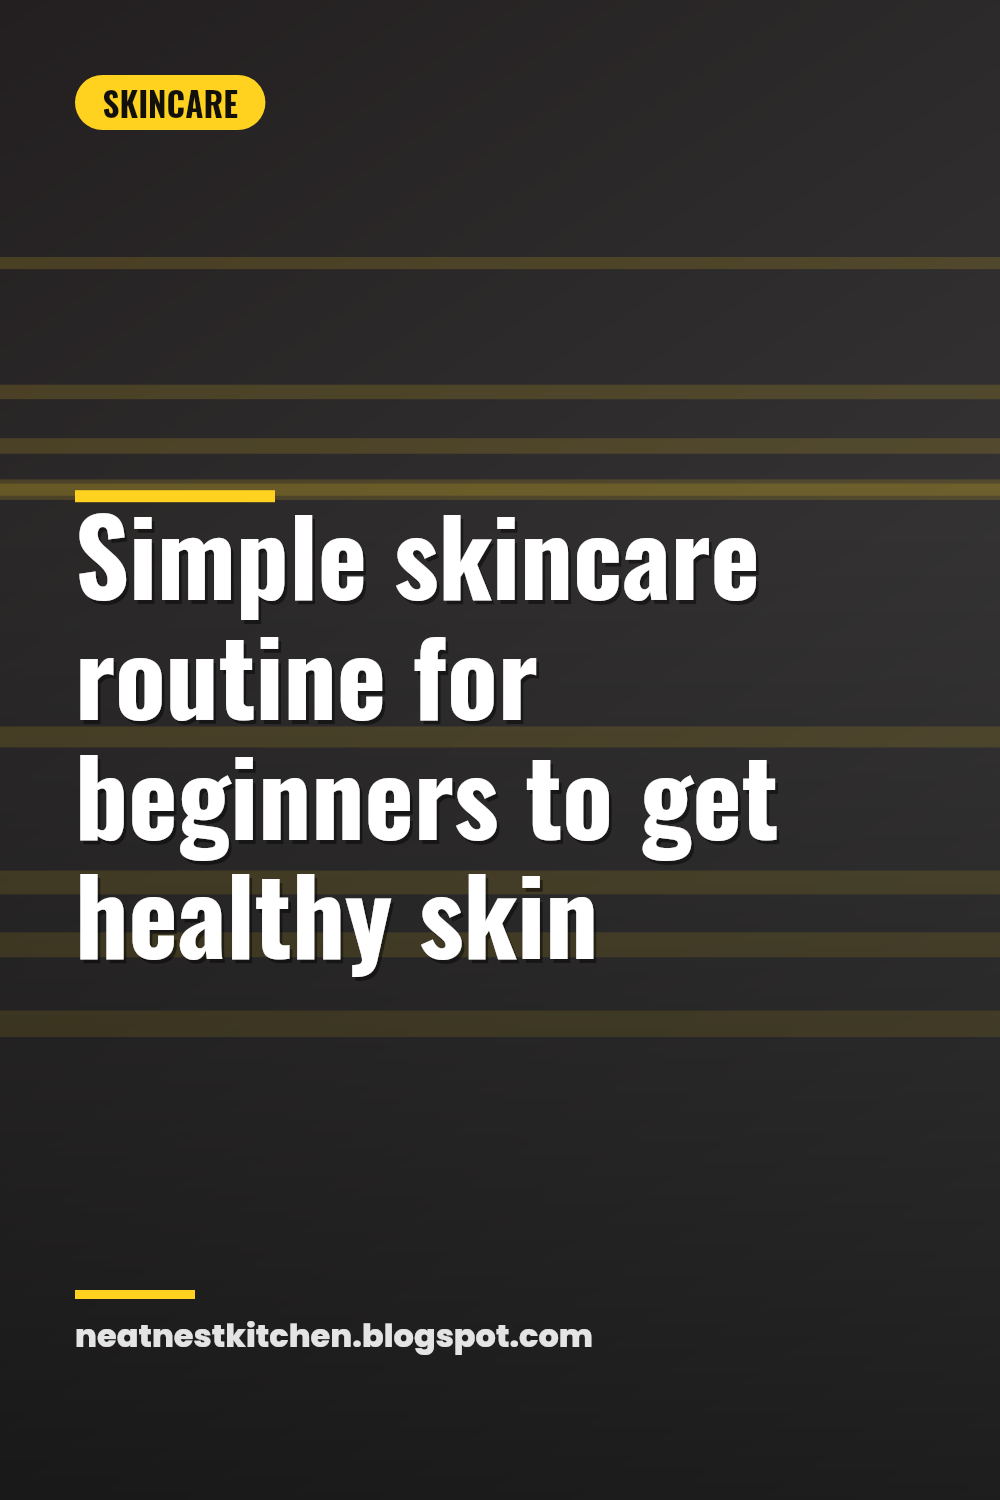 SKINCARE
Simple skincare
routine for
beginners to get
healthy skin
neatnestkitchen.blogspot.com